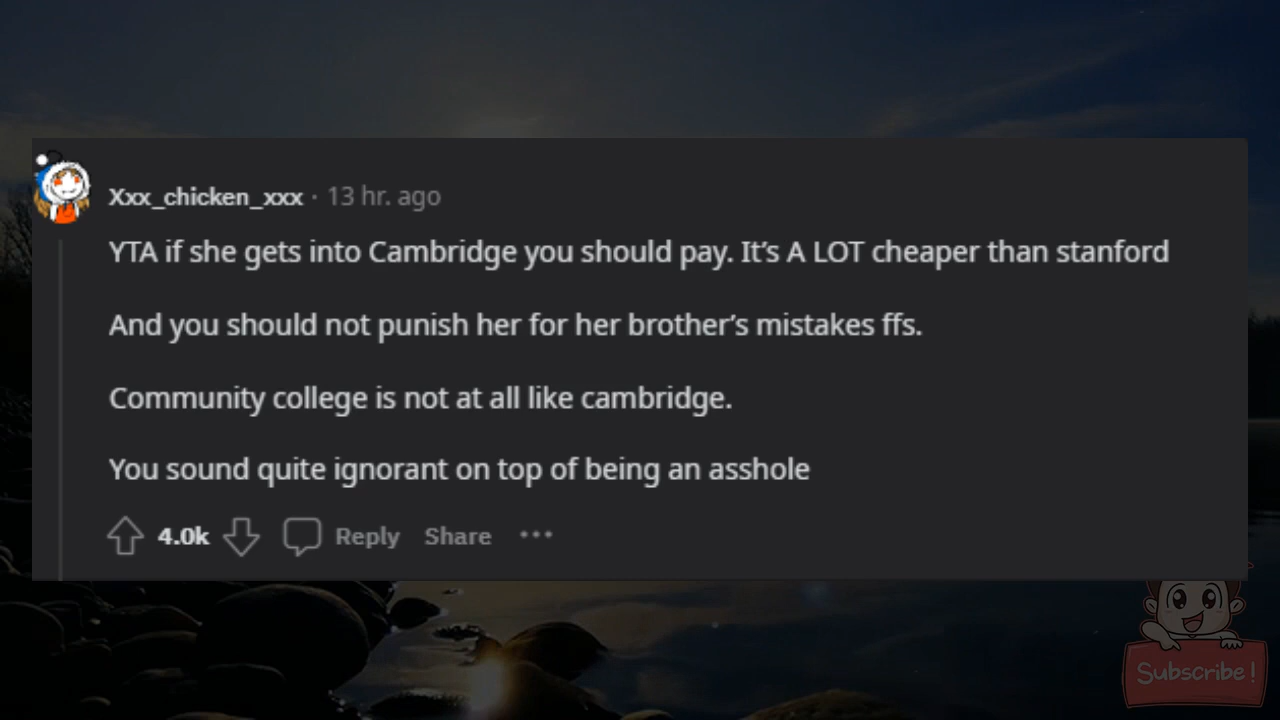 Xxx_chicken_xxx · 13 hr. ago
YTA if she gets into Cambridge you should pay. It’s A LOT cheaper than stanford
And you should not punish her for her brother’s mistakes ffs.
Community college is not at all like cambridge.
You sound quite ignorant on top of being an asshole
4.0k Reply Share ···
Subscribe!